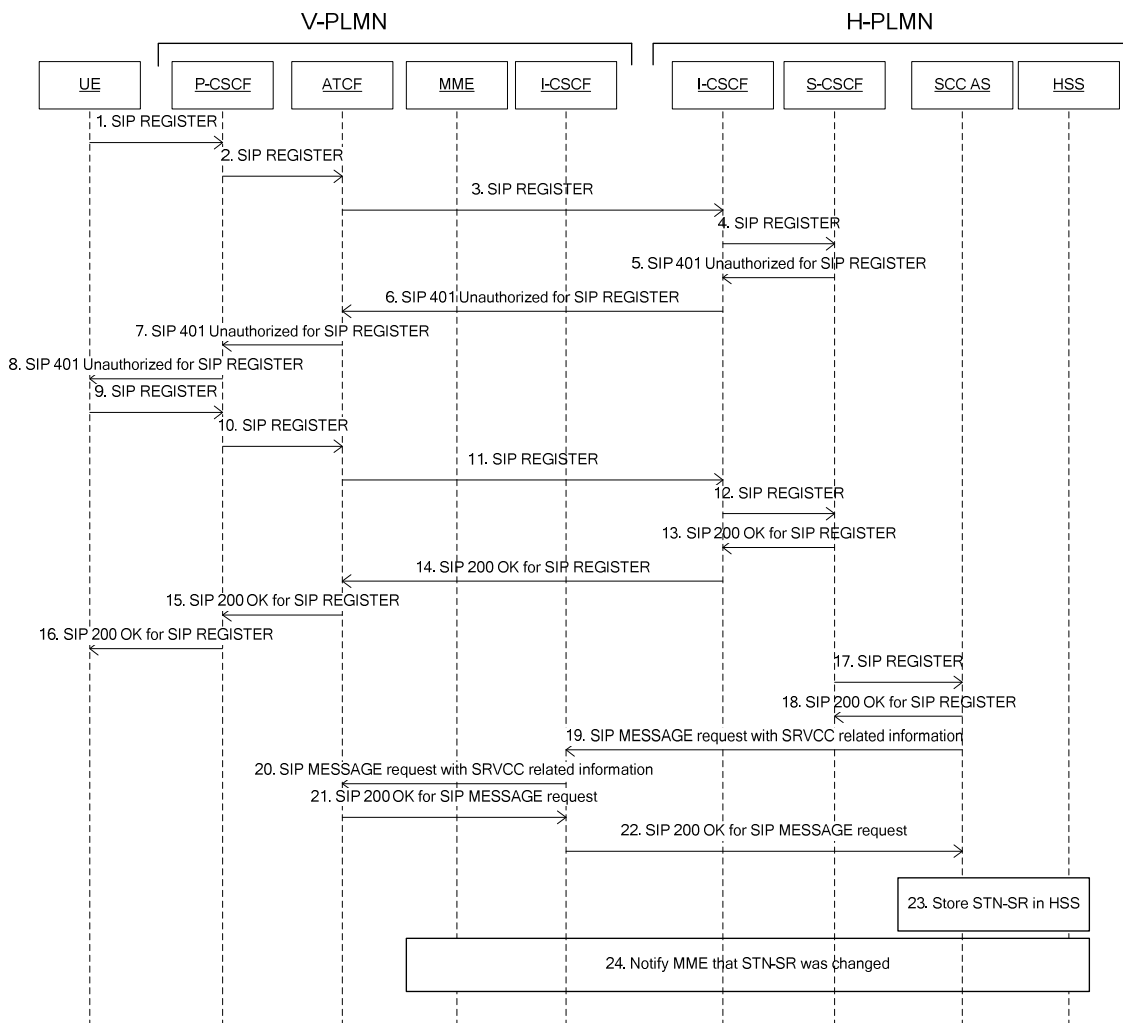 V-PLMN
H-PLMN
UE
P-CSCF
ATCF
MME
I-CSCF
I-CSCF
S-CSCF
SCC AS
HSS
1. SIP REGISTER
2. SIP REGISTER
3. SIP REGISTER
4. SIP REGISTER
5. SIP 401 Unauthorized for SIP REGISTER
6. SIP 401 Unauthorized for SIP REGISTER
7. SIP 401 Unauthorized for SIP REGISTER
8. SIP 401 Unauthorized for SIP REGISTER
9. SIP REGISTER
10. SIP REGISTER
11. SIP REGISTER
12. SIP REGISTER
13. SIP 200 OK for SIP REGISTER
14. SIP 200 OK for SIP REGISTER
15. SIP 200 OK for SIP REGISTER
16. SIP 200 OK for SIP REGISTER
17. SIP REGISTER
18. SIP 200 OK for SIP REGISTER
19. SIP MESSAGE request with SRVCC related information
20. SIP MESSAGE request with SRVCC related information
21. SIP 200 OK for SIP MESSAGE request
22. SIP 200 OK for SIP MESSAGE request
23. Store STN-SR in HSS
24. Notify MME that STN-SR was changed